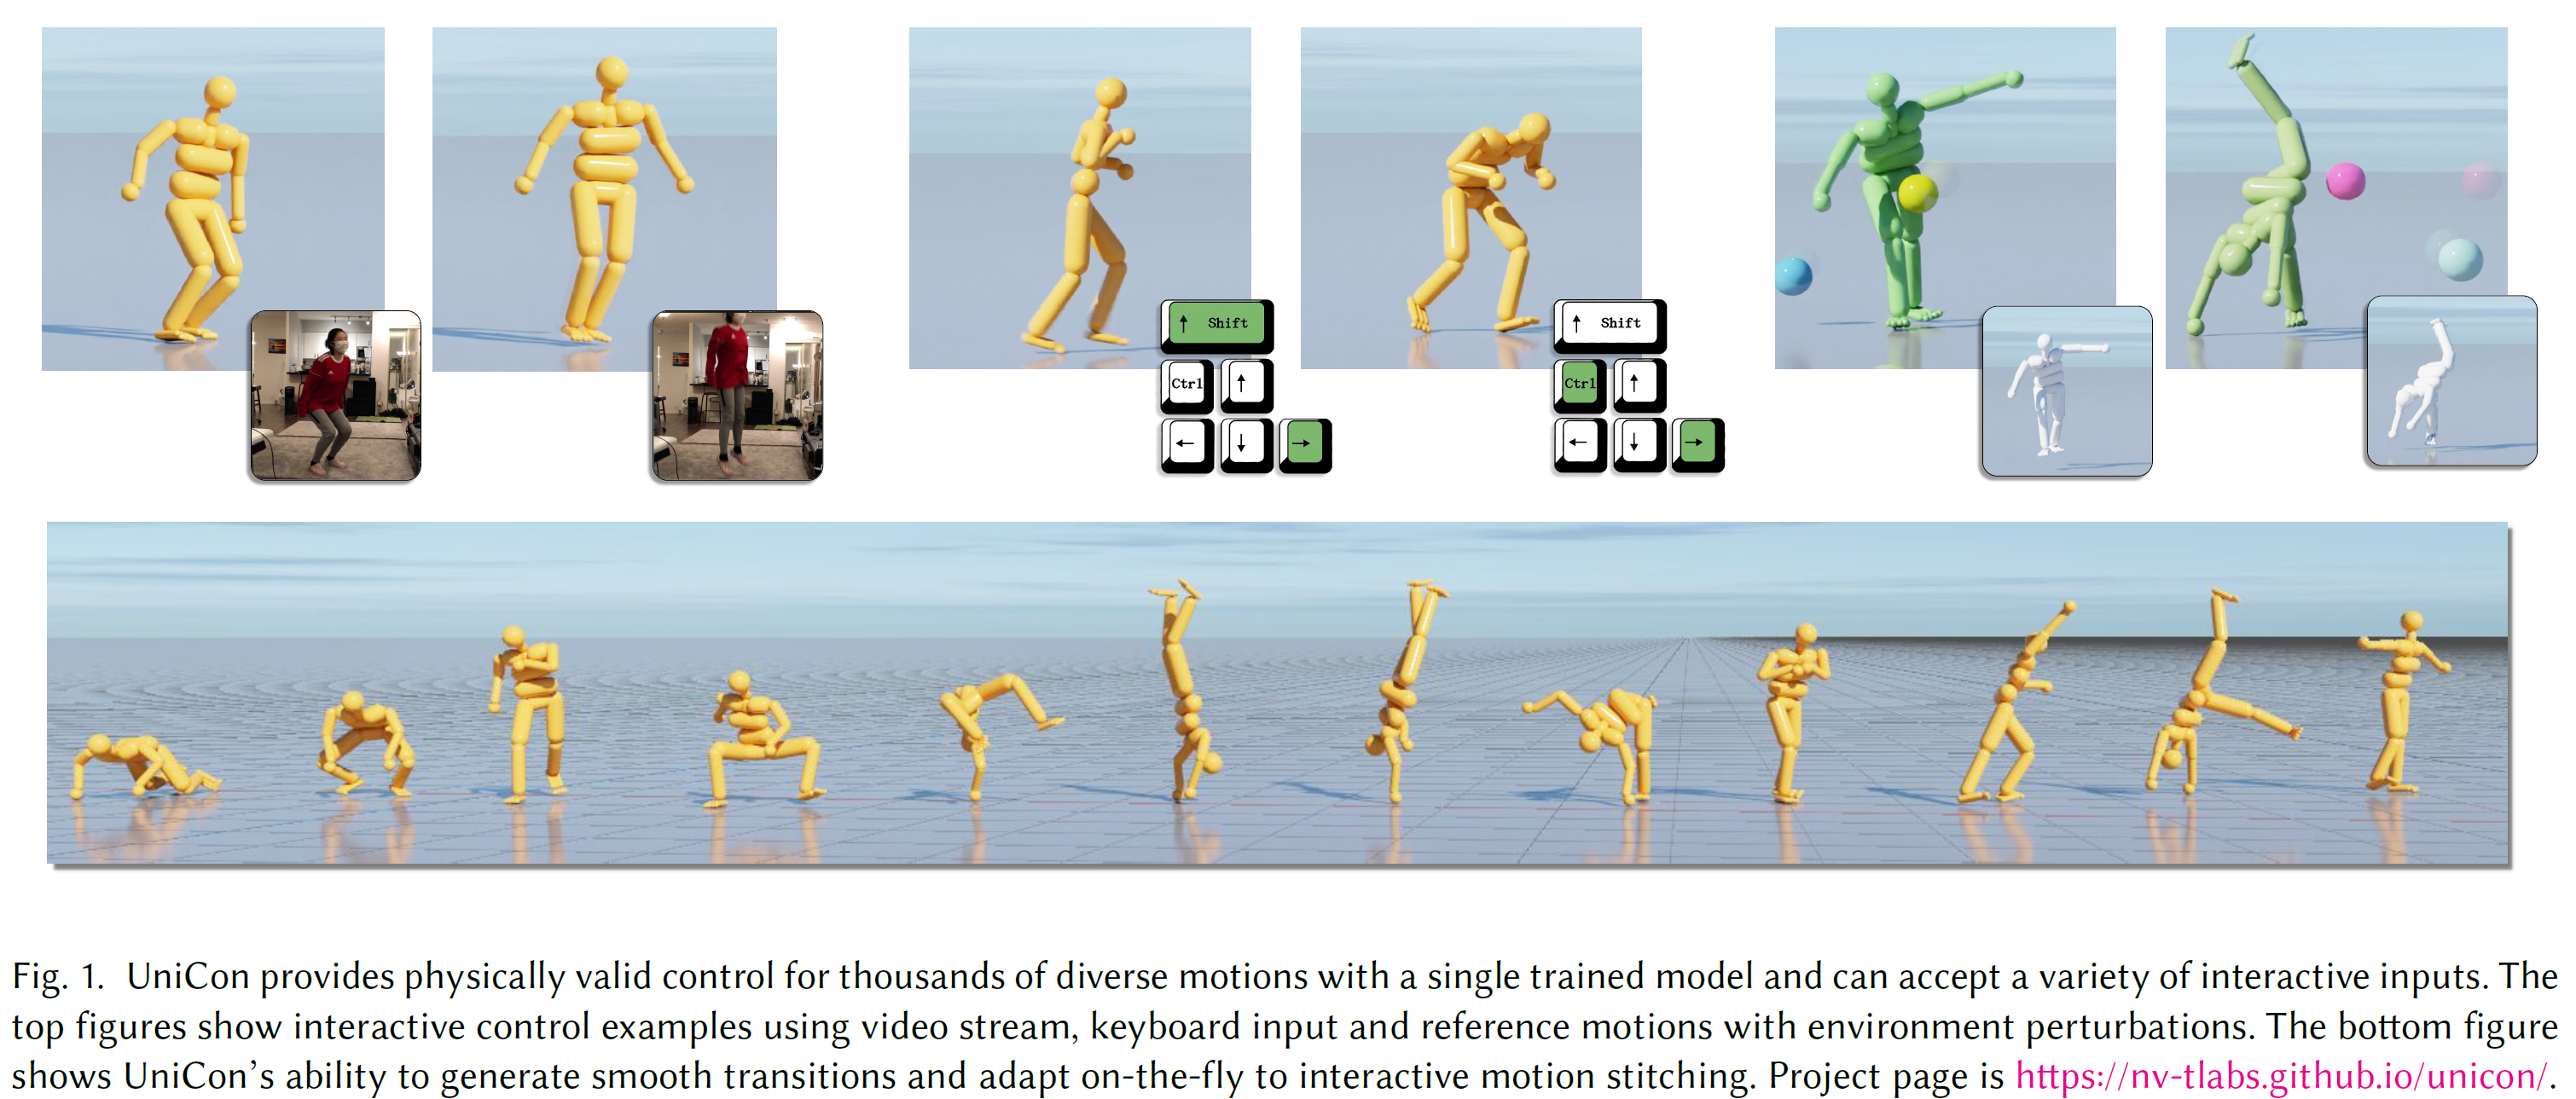 ↑ Shift
Ctrl ↑
← ↓ →
↑ Shift
Ctrl ↑
← ↓ →
Fig. 1. UniCon provides physically valid control for thousands of diverse motions with a single trained model and can accept a variety of interactive inputs. The
top figures show interactive control examples using video stream, keyboard input and reference motions with environment perturbations. The bottom figure
shows UniCon’s ability to generate smooth transitions and adapt on-the-fly to interactive motion stitching. Project page is https://nv-tlabs.github.io/unicon/.